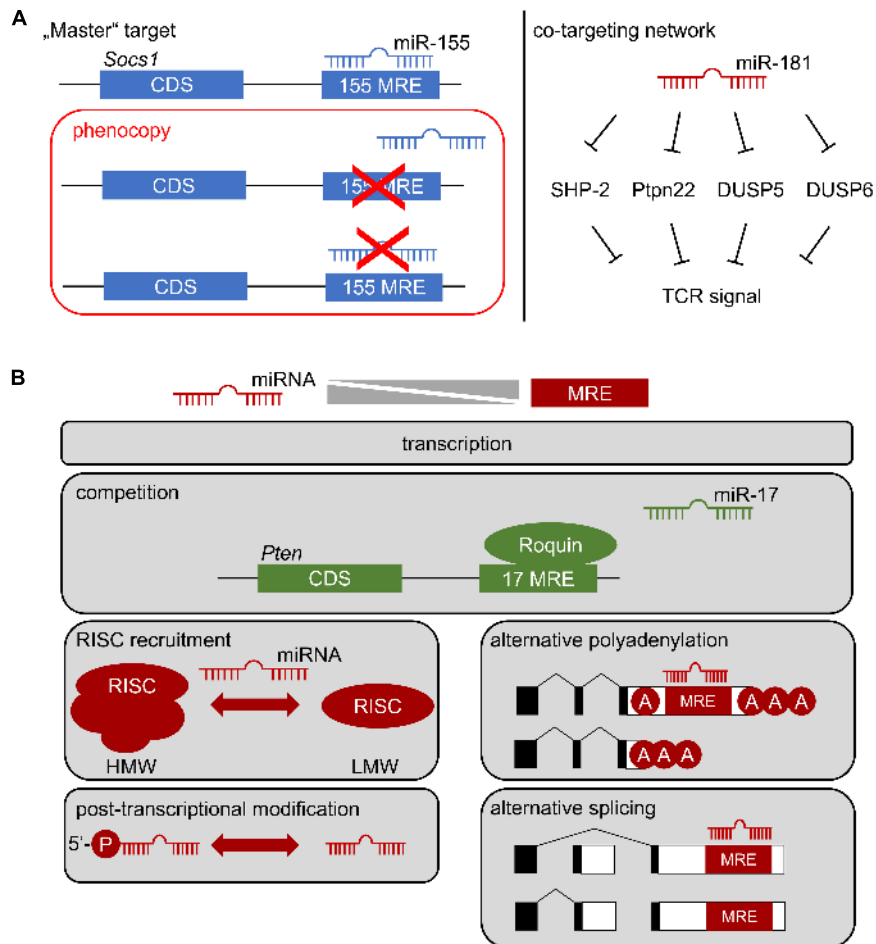 A
„Master“ target
miR-155
Socs1
CDS
155 MRE
phenocopy
CDS
155 MRE
CDS
155 MRE
co-targeting network
miR-181
SHP-2 Ptpn22 DUSP5 DUSP6
TCR signal
B
miRNA
MRE
transcription
competition
miR-17
Roquin
Pten
CDS
17 MRE
RISC recruitment
miRNA
RISC
RISC
HMW
LMW
post-transcriptional modification
5‘-P
alternative polyadenylation
A MRE A A A
A A A
alternative splicing
MRE
MRE